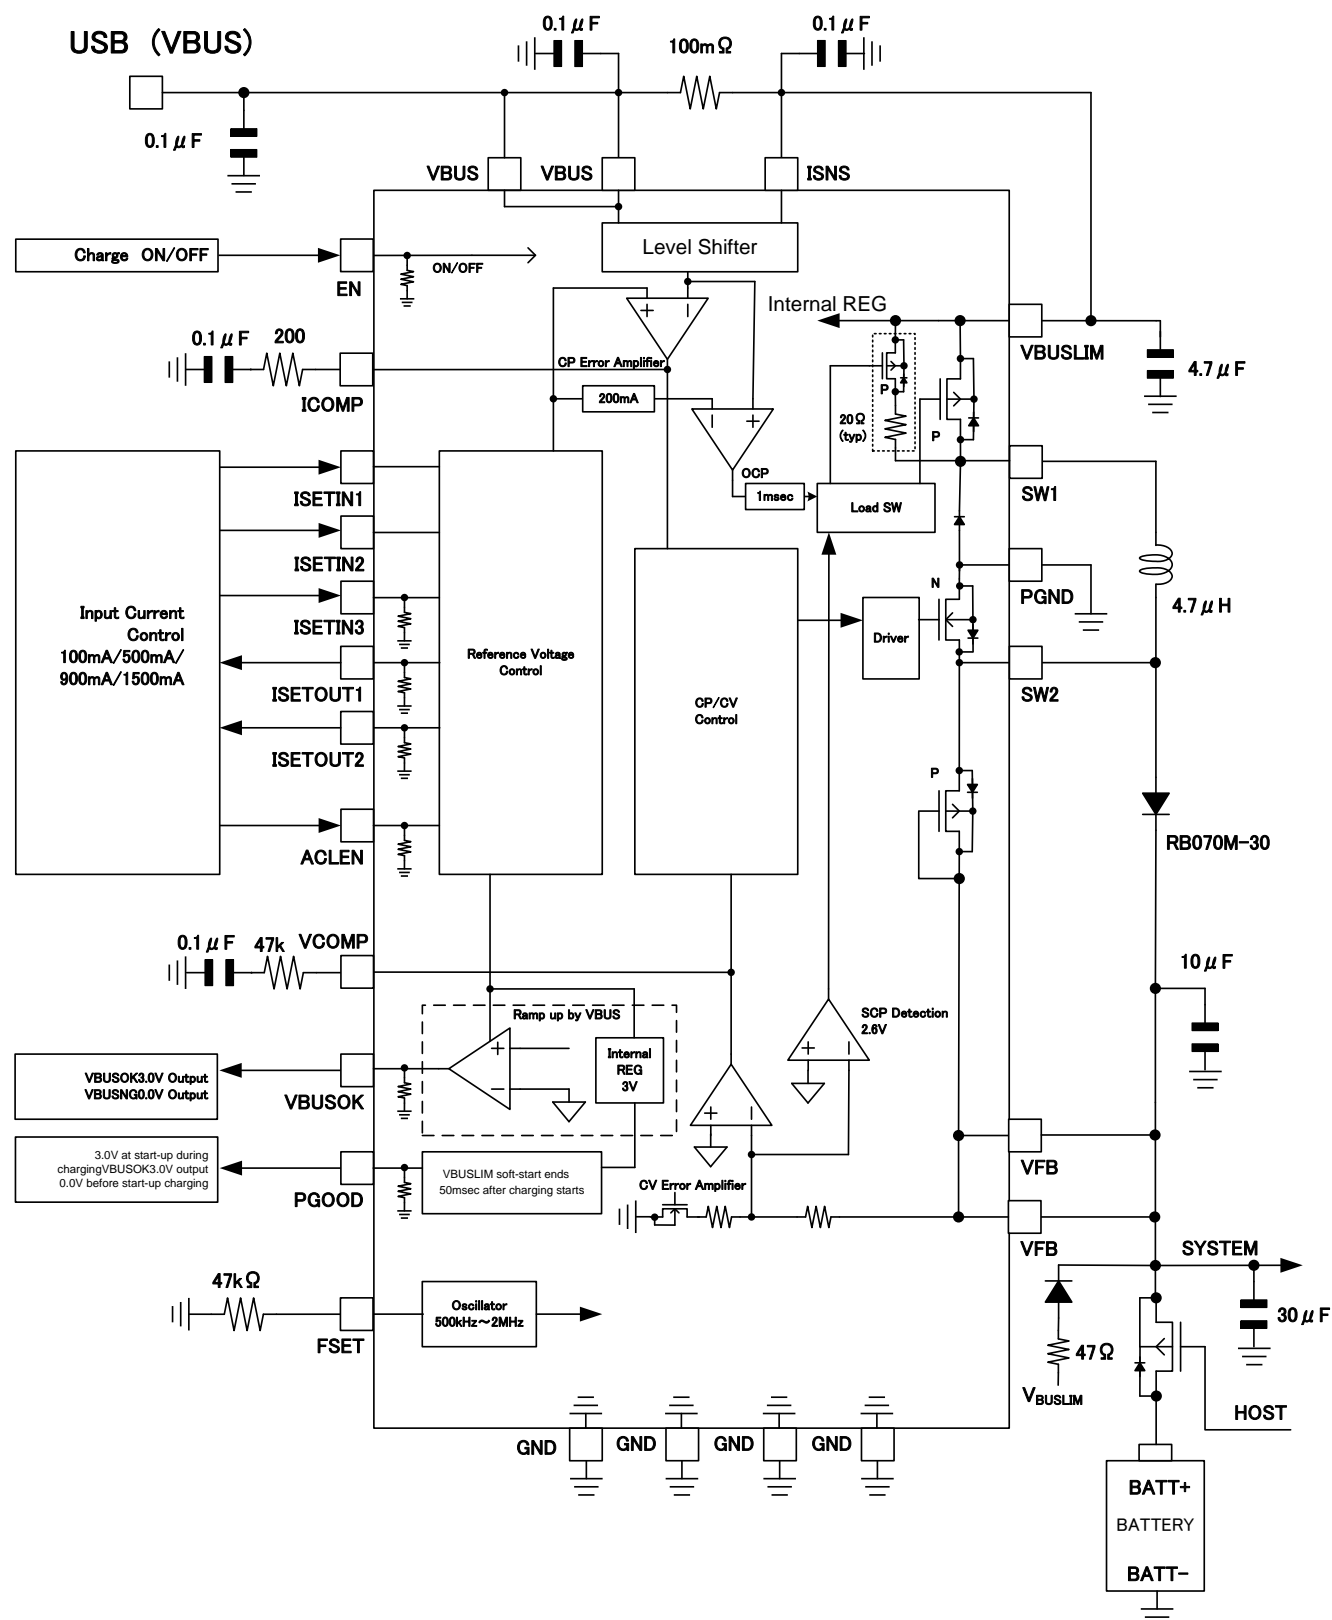 USB (VBUS)
0.1μF
100mΩ
0.1μF
0.1μF
VBUS
VBUS
ISNS
Level Shifter
Charge ON/OFF
ON/OFF
EN
+
−
Internal REG
VBUSLIM
4.7μF
0.1μF
200
CP Error Amplifier
ICOMP
200mA
−
+
P
20Ω
(typ)
P
OCP
1msec
Load SW
SW1
ISETIN1
ISETIN2
ISETIN3
ISETOUT1
ISETOUT2
ACLEN
Input Current
Control
100mA/500mA/
900mA/1500mA
Reference Voltage
Control
CP/CV
Control
Driver
N
PGND
4.7μH
SW2
P
RB070M-30
0.1μF
47k
VCOMP
10μF
Ramp up by VBUS
+
−
Internal
REG
3V
SCP Detection
2.6V
+
−
VBUSOK3.0V Output
VBUSNG0.0V Output
VBUSOK
+
−
3.0V at start-up during
chargingVBUSOK3.0V output
0.0V before start-up charging
PGOOD
VBUSLIM soft-start ends
50msec after charging starts
CV Error Amplifier
VFB
VFB
SYSTEM
47kΩ
FSET
Oscillator
500kHz～2MHz
47Ω
30μF
VBUSLIM
HOST
GND
GND
GND
GND
BATT+
BATTERY
BATT-